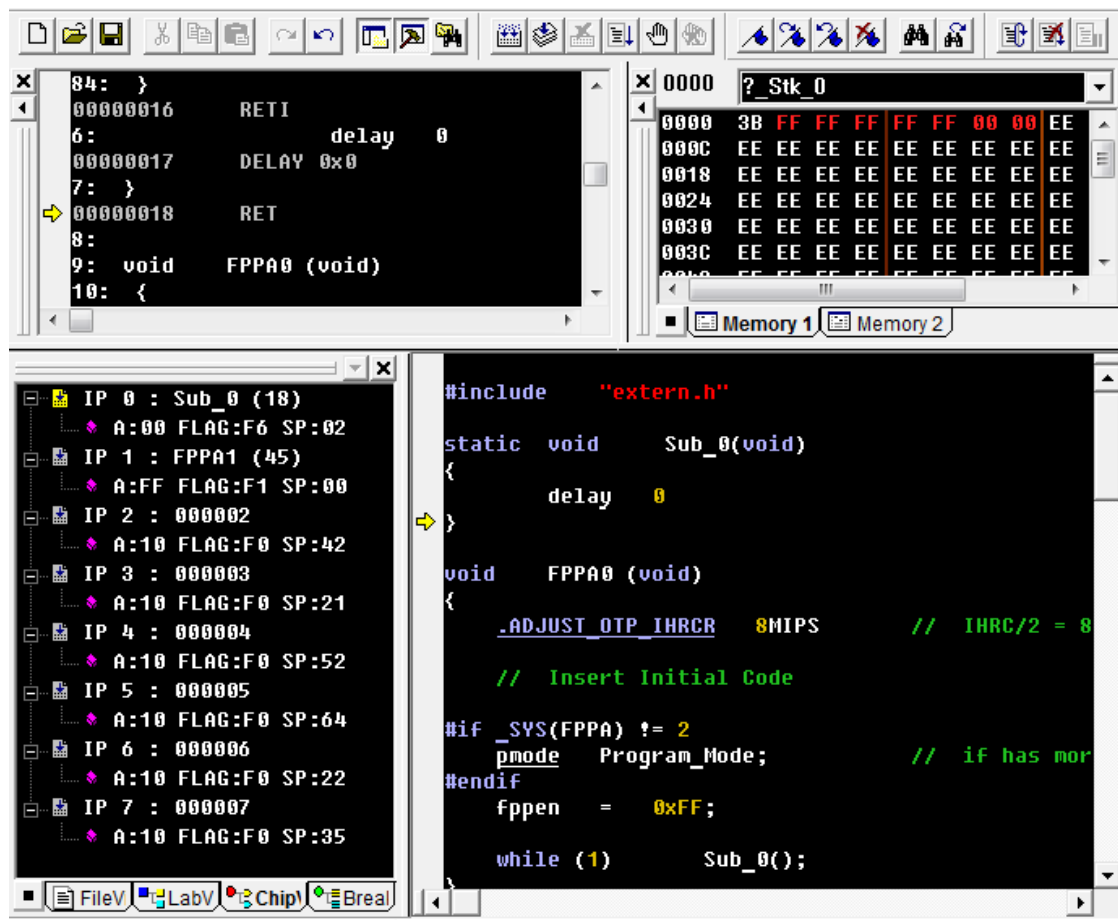 84: }
00000016 RETI
6: delay 0
00000017 DELAY 0x0
7: }
00000018 RET
8:
9: void FPPA0 (void)
10: {
0000 ?_Stk_0
0000 3B FF FF FF FF FF 00 00 EE
000C EE EE EE EE EE EE EE EE EE
0018 EE EE EE EE EE EE EE EE EE
0024 EE EE EE EE EE EE EE EE EE
0030 EE EE EE EE EE EE EE EE EE
003C EE EE EE EE EE EE EE EE EE
Memory 1 Memory 2
IP 0 : Sub_0 (18)
A:00 FLAG:F6 SP:02
IP 1 : FPPA1 (45)
A:FF FLAG:F1 SP:00
IP 2 : 000002
A:10 FLAG:F0 SP:42
IP 3 : 000003
A:10 FLAG:F0 SP:21
IP 4 : 000004
A:10 FLAG:F0 SP:52
IP 5 : 000005
A:10 FLAG:F0 SP:64
IP 6 : 000006
A:10 FLAG:F0 SP:22
IP 7 : 000007
A:10 FLAG:F0 SP:35
FileV LabV ChipV Breal
#include "extern.h"
static void Sub_0(void)
{
delay 0
}
void FPPA0 (void)
{
.ADJUST_OTP_IHRCR 8MIPS // IHRC/2 = 8
// Insert Initial Code
#if _SYS(FPPA) != 2
pmode Program_Mode; // if has mor
#endif
fppen = 0xFF;
while (1) Sub_0();
}